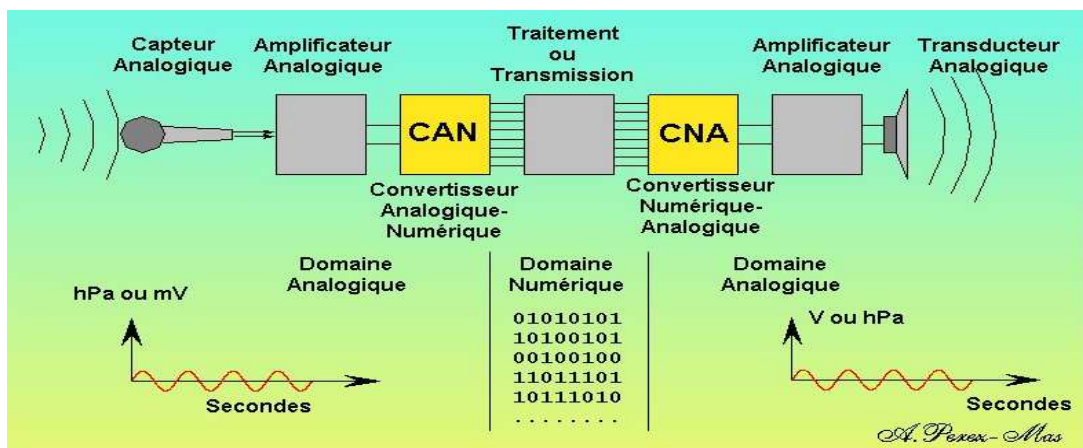 Capteur
Analogique
Amplificateur
Analogique
Traitement
ou
Transmission
Amplificateur
Analogique
Transducteur
Analogique
CAN
CNA
Convertisseur
Analogique-
Numérique
Convertisseur
Numérique-
Analogique
Domaine
Analogique
Domaine
Numérique
Domaine
Analogique
hPa ou mV
Secondes
01010101
10100101
00100100
11011101
10111010
. . . . . . . .
V ou hPa
Secondes
A. Perex-Mas